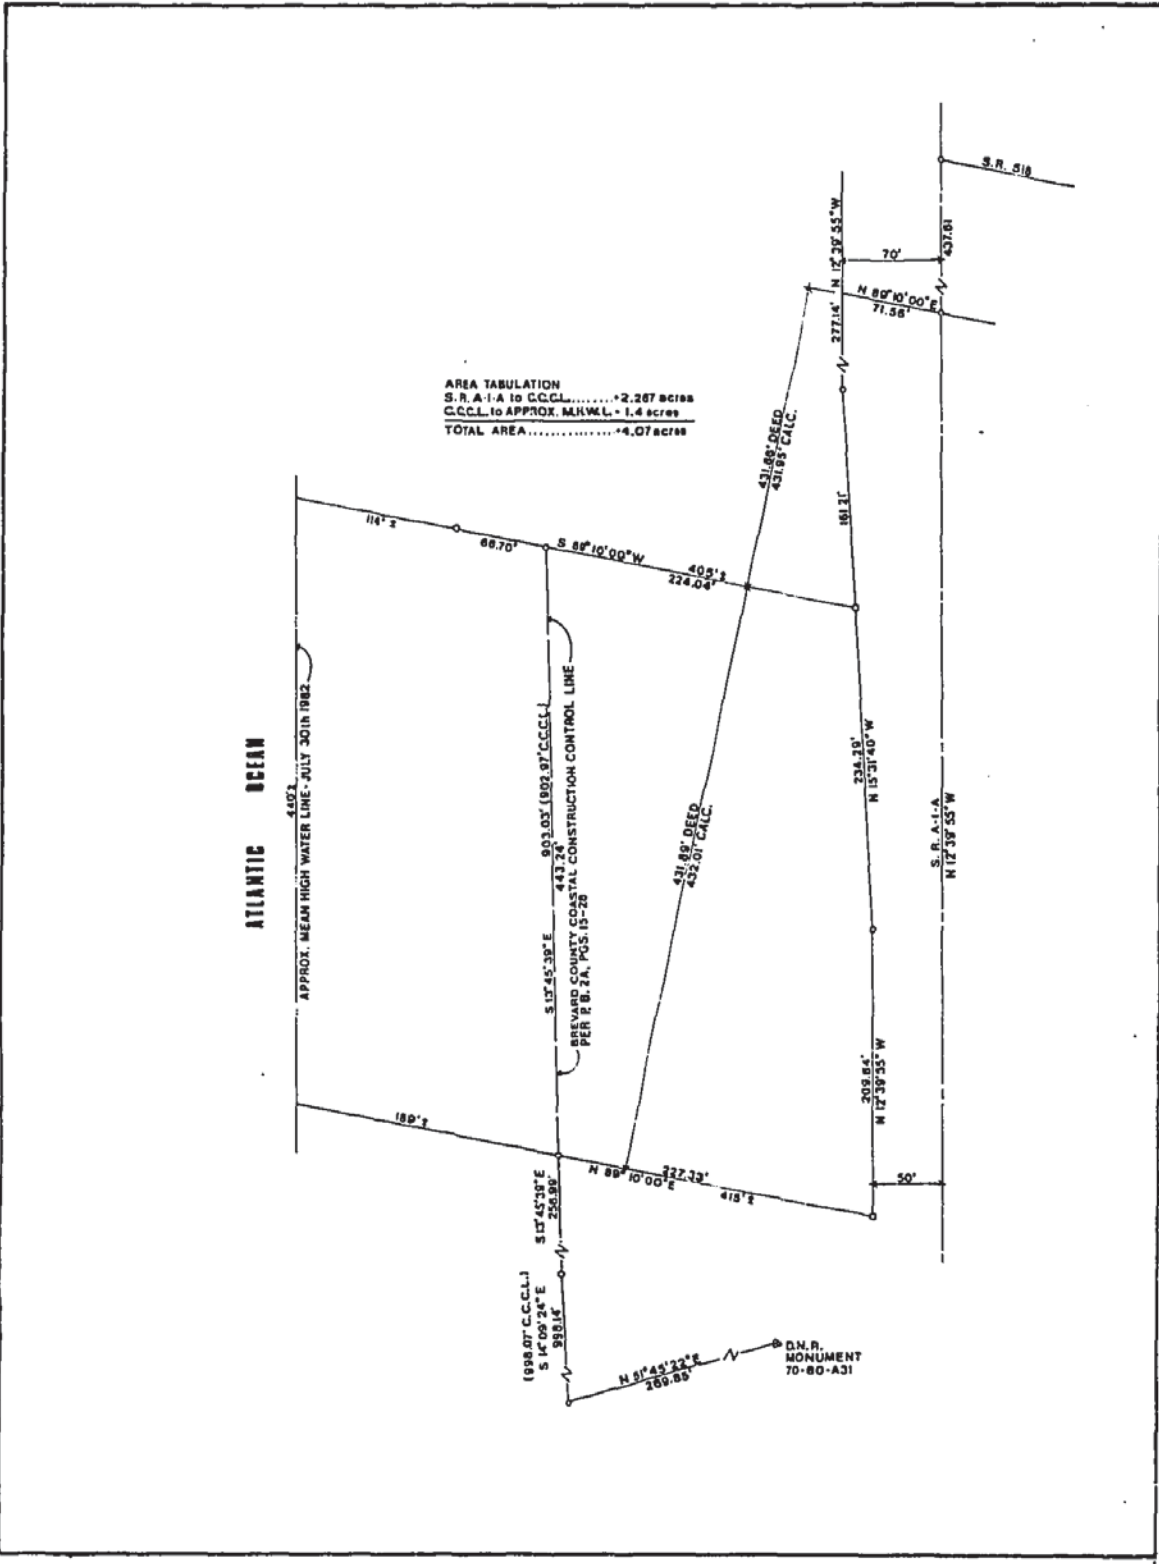 AREA TABULATION
S.R. A-1-A to C.C.C.L.........+2.267 acres
C.C.C.L. to APPROX. M.H.W.L. - 1.4 acres
TOTAL AREA..............+4.07 acres
S.R. 518
437.61
70'
N 12°39'55" W
277.14'
N 89°10'00" E
71.56'
431.86' DEED
431.95' CALC.
161.21'
114' ±
66.70'
S 89°10'00" W
405' ±
224.04'
ATLANTIC OCEAN
440' ±
APPROX. MEAN HIGH WATER LINE - JULY 30th 1982
903.03' (902.97' C.C.C.L.)
443.24'
S 13°45'39" E
BREVARD COUNTY COASTAL CONSTRUCTION CONTROL LINE
PER P.B. 2A, PGS. 15-28
431.89' DEED
432.01' CALC.
234.29'
N 15°31'40" W
S.R. A-1-A
N 12°39'55" W
209.64'
N 12°39'55" W
50'
189' ±
227.33'
N 89°10'00" E
415' ±
S 13°45'39" E
256.99'
(998.07' C.C.C.L.)
S 14°09'24" E
998.14'
N 51°45'22" E
269.85'
D.N.R.
MONUMENT
70-80-A31